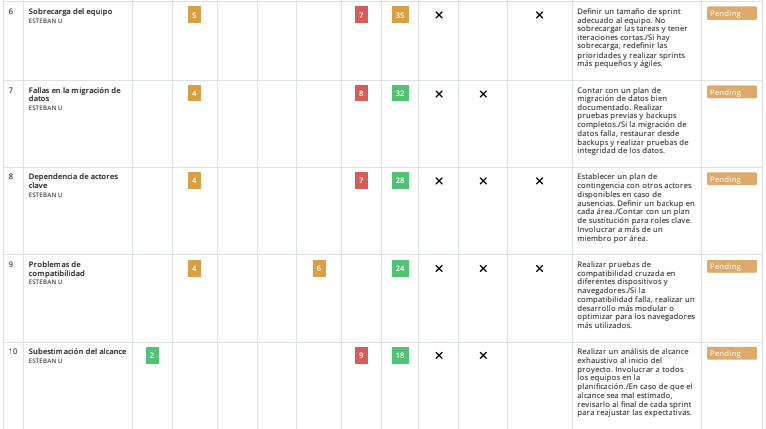 6
Sobrecarga del equipo
ESTEBAN U
5
7
35
×
×
Definir un tamaño de sprint
adecuado al equipo. No
sobrecargar las tareas y tener
iteraciones cortas./Si hay
sobrecarga, redefinir las
prioridades y realizar sprints
más pequeños y ágiles.
Pending
7
Fallas en la migración de
datos
ESTEBAN U
4
8
32
×
×
Contar con un plan de
migración de datos bien
documentado. Realizar
pruebas previas y backups
completos./Si la migración de
datos falla, restaurar desde
backups y realizar pruebas de
integridad de los datos.
Pending
8
Dependencia de actores
clave
ESTEBAN U
4
7
28
×
×
×
Establecer un plan de
contingencia con otros actores
disponibles en caso de
ausencias. Definir un backup en
cada área./Contar con un plan
de sustitución para roles clave.
Involucrar a más de un
miembro por área.
Pending
9
Problemas de
compatibilidad
ESTEBAN U
4
6
24
×
×
×
Realizar pruebas de
compatibilidad cruzada en
diferentes dispositivos y
navegadores./Si la
compatibilidad falla, realizar un
desarrollo más modular o
optimizar para los navegadores
más utilizados.
Pending
10
Subestimación del alcance
ESTEBAN U
2
9
18
×
×
Realizar un análisis de alcance
exhaustivo al inicio del
proyecto. Involucrar a todos
los equipos en la
planificación./En caso de que el
alcance sea mal estimado,
revisarlo al final de cada sprint
para reajustar las expectativas.
Pending